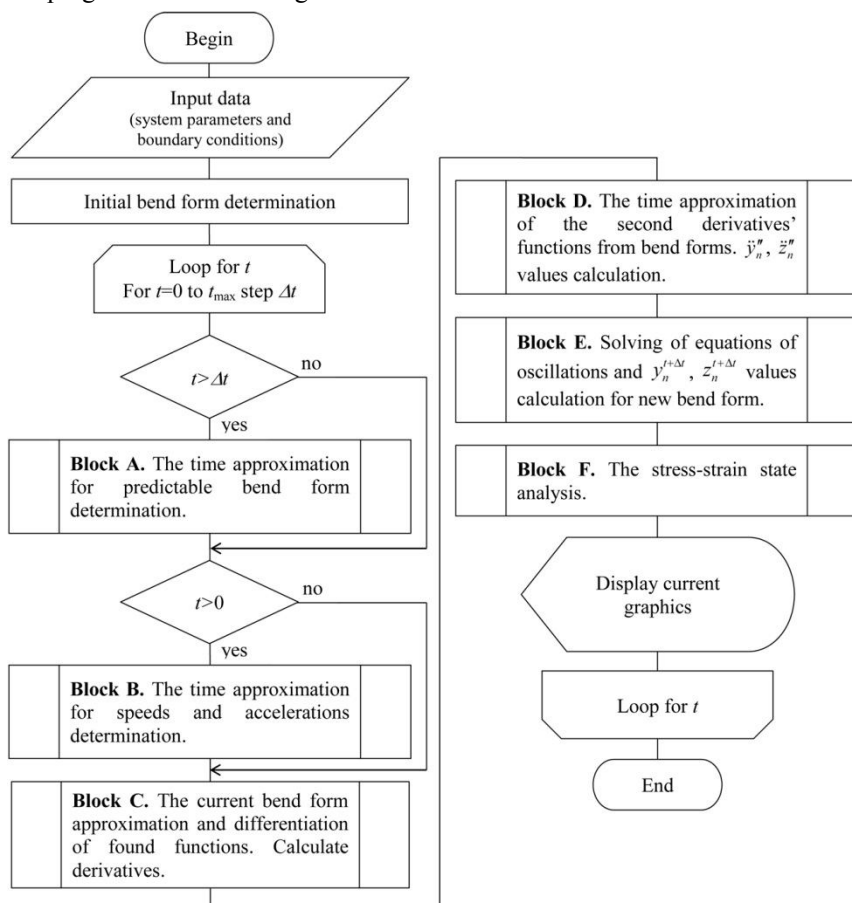 Begin
Input data
(system parameters and
boundary conditions)
Initial bend form determination
Loop for t
For t=0 to tmax step Δt
t>Δt
no
yes
Block A. The time approximation
for predictable bend form
determination.
t>0
no
yes
Block B. The time approximation
for speeds and accelerations
determination.
Block C. The current bend form
approximation and differentiation
of found functions. Calculate
derivatives.
Block D. The time approximation
of the second derivatives’
functions from bend forms. ÿ″ₙ, z̈″ₙ
values calculation.
Block E. Solving of equations of
oscillations and yₙᵗ⁺Δᵗ, zₙᵗ⁺Δᵗ values
calculation for new bend form.
Block F. The stress-strain state
analysis.
Display current
graphics
Loop for t
End